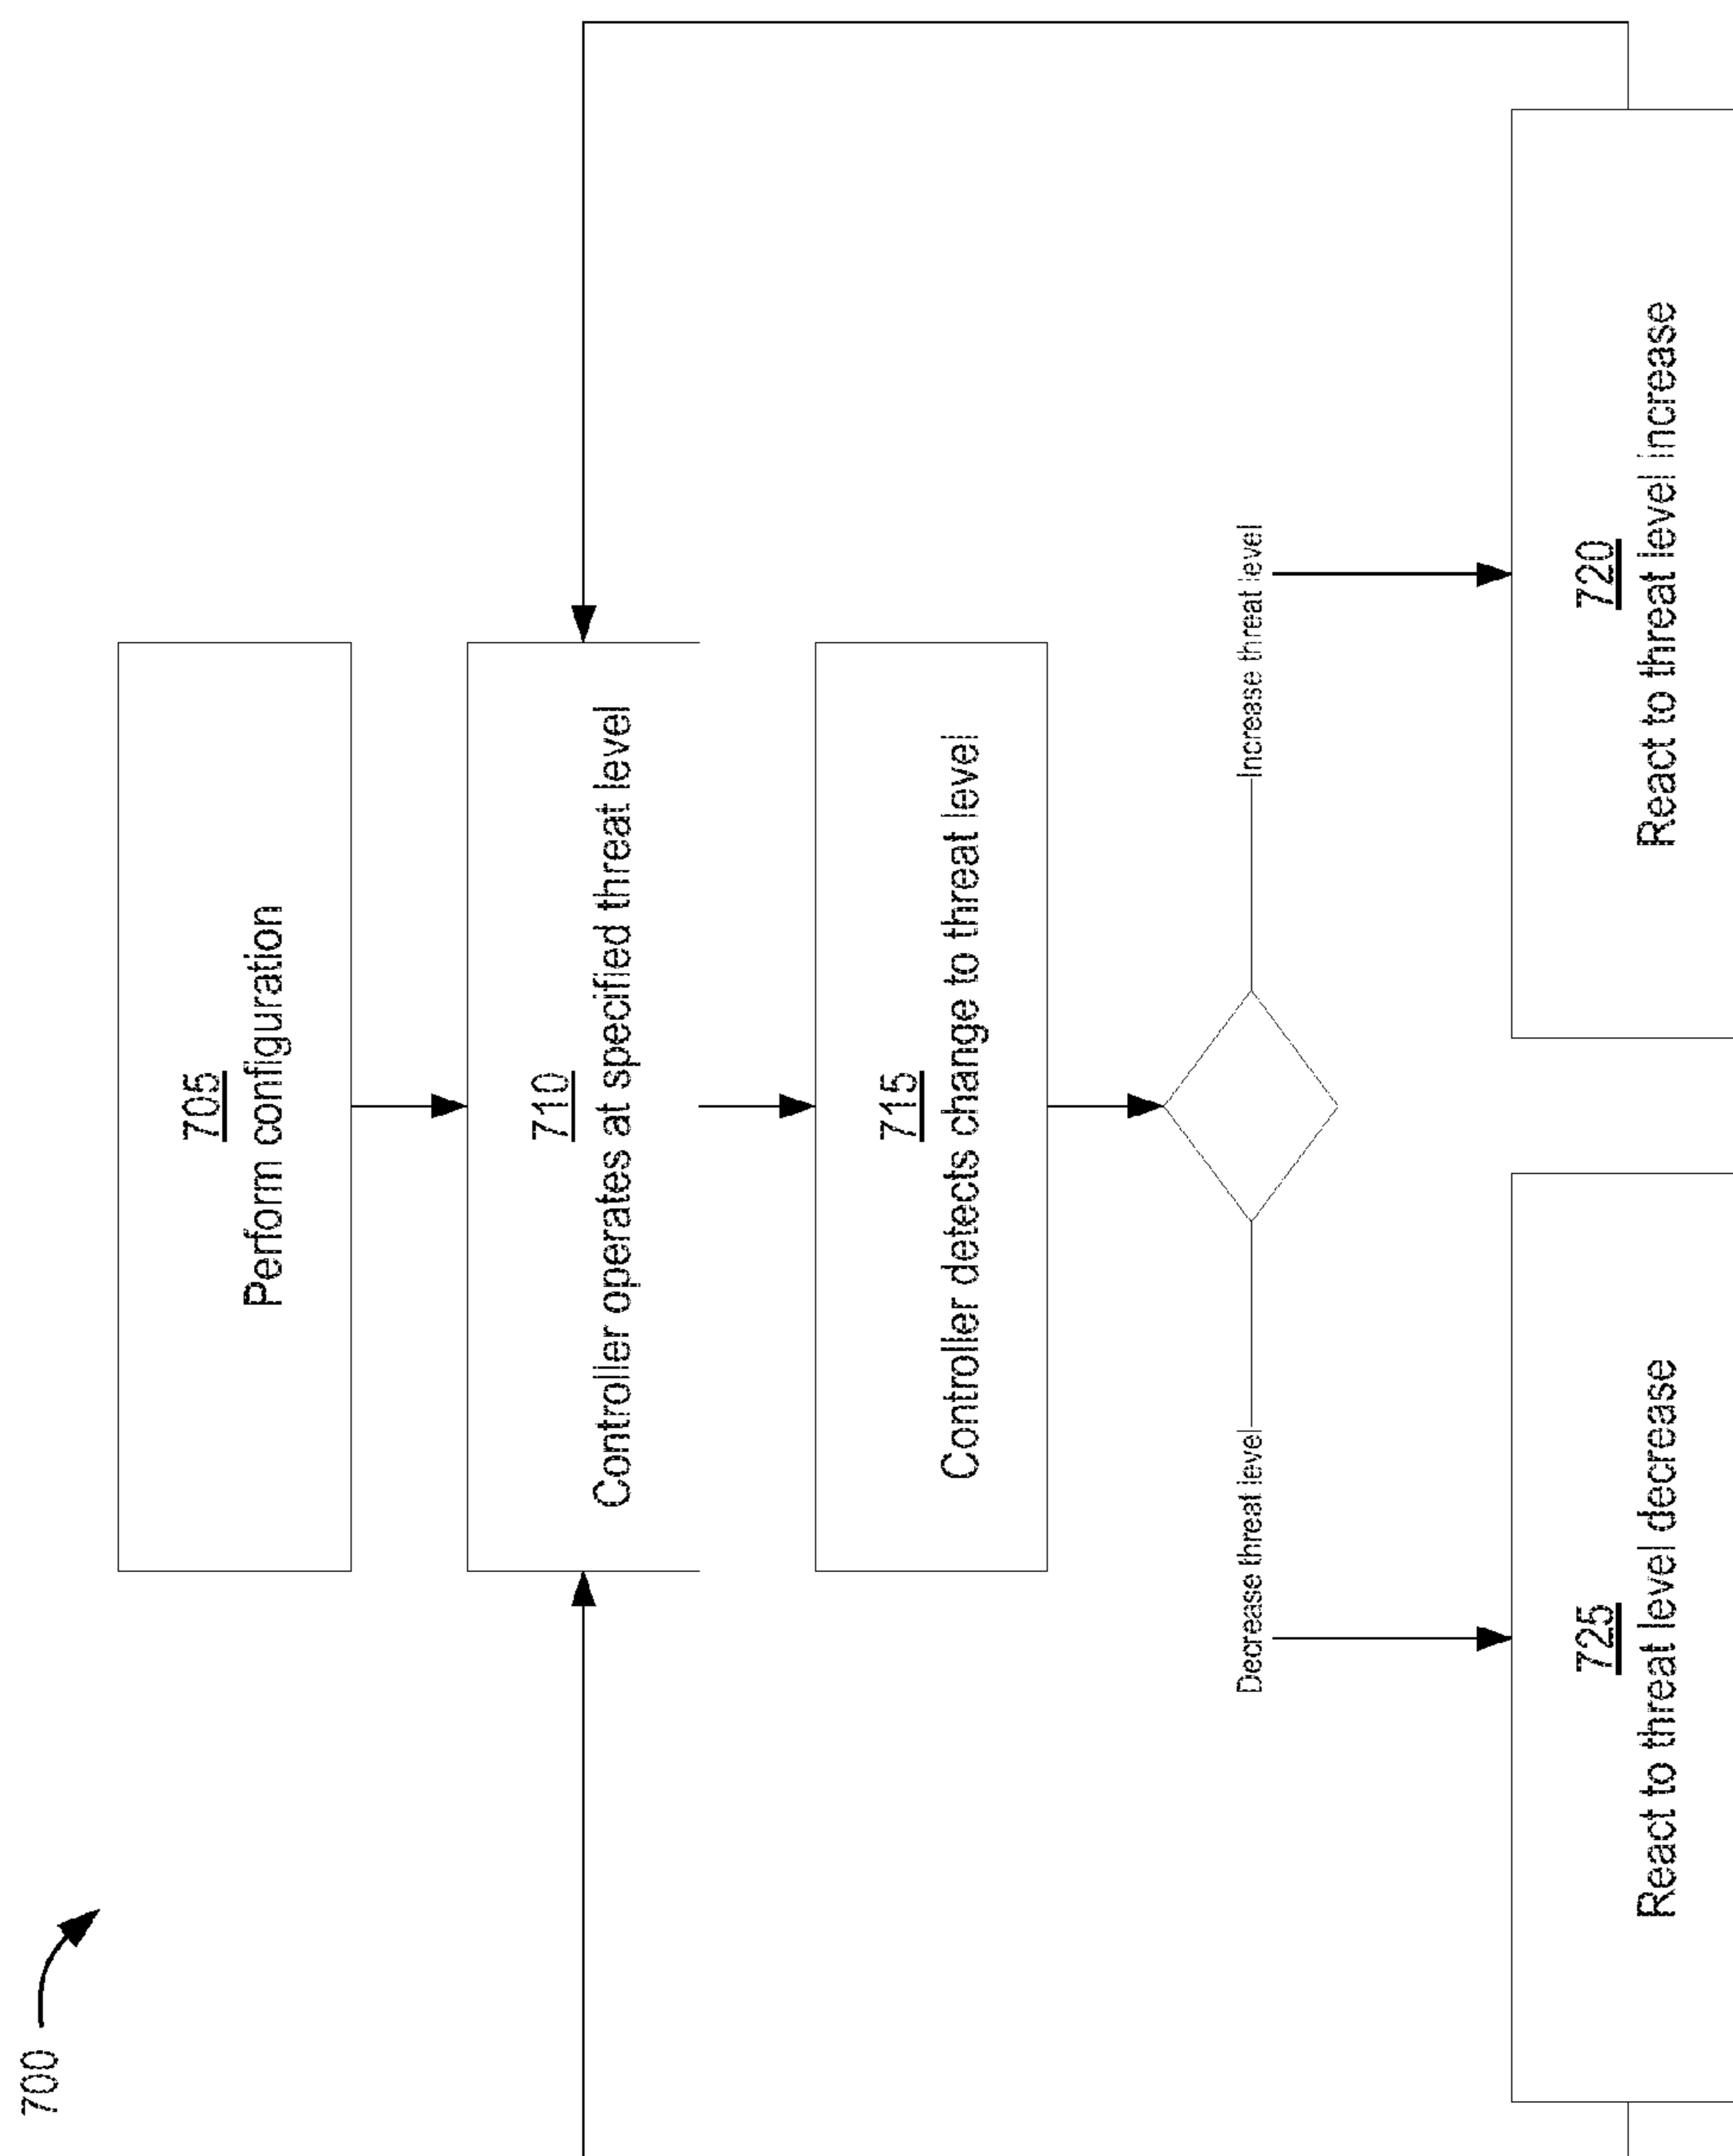 700
705
Perform configuration
710
Controller operates at specified threat level
715
Controller detects change to threat level
Decrease threat level
Increase threat level
725
React to threat level decrease
720
React to threat level increase